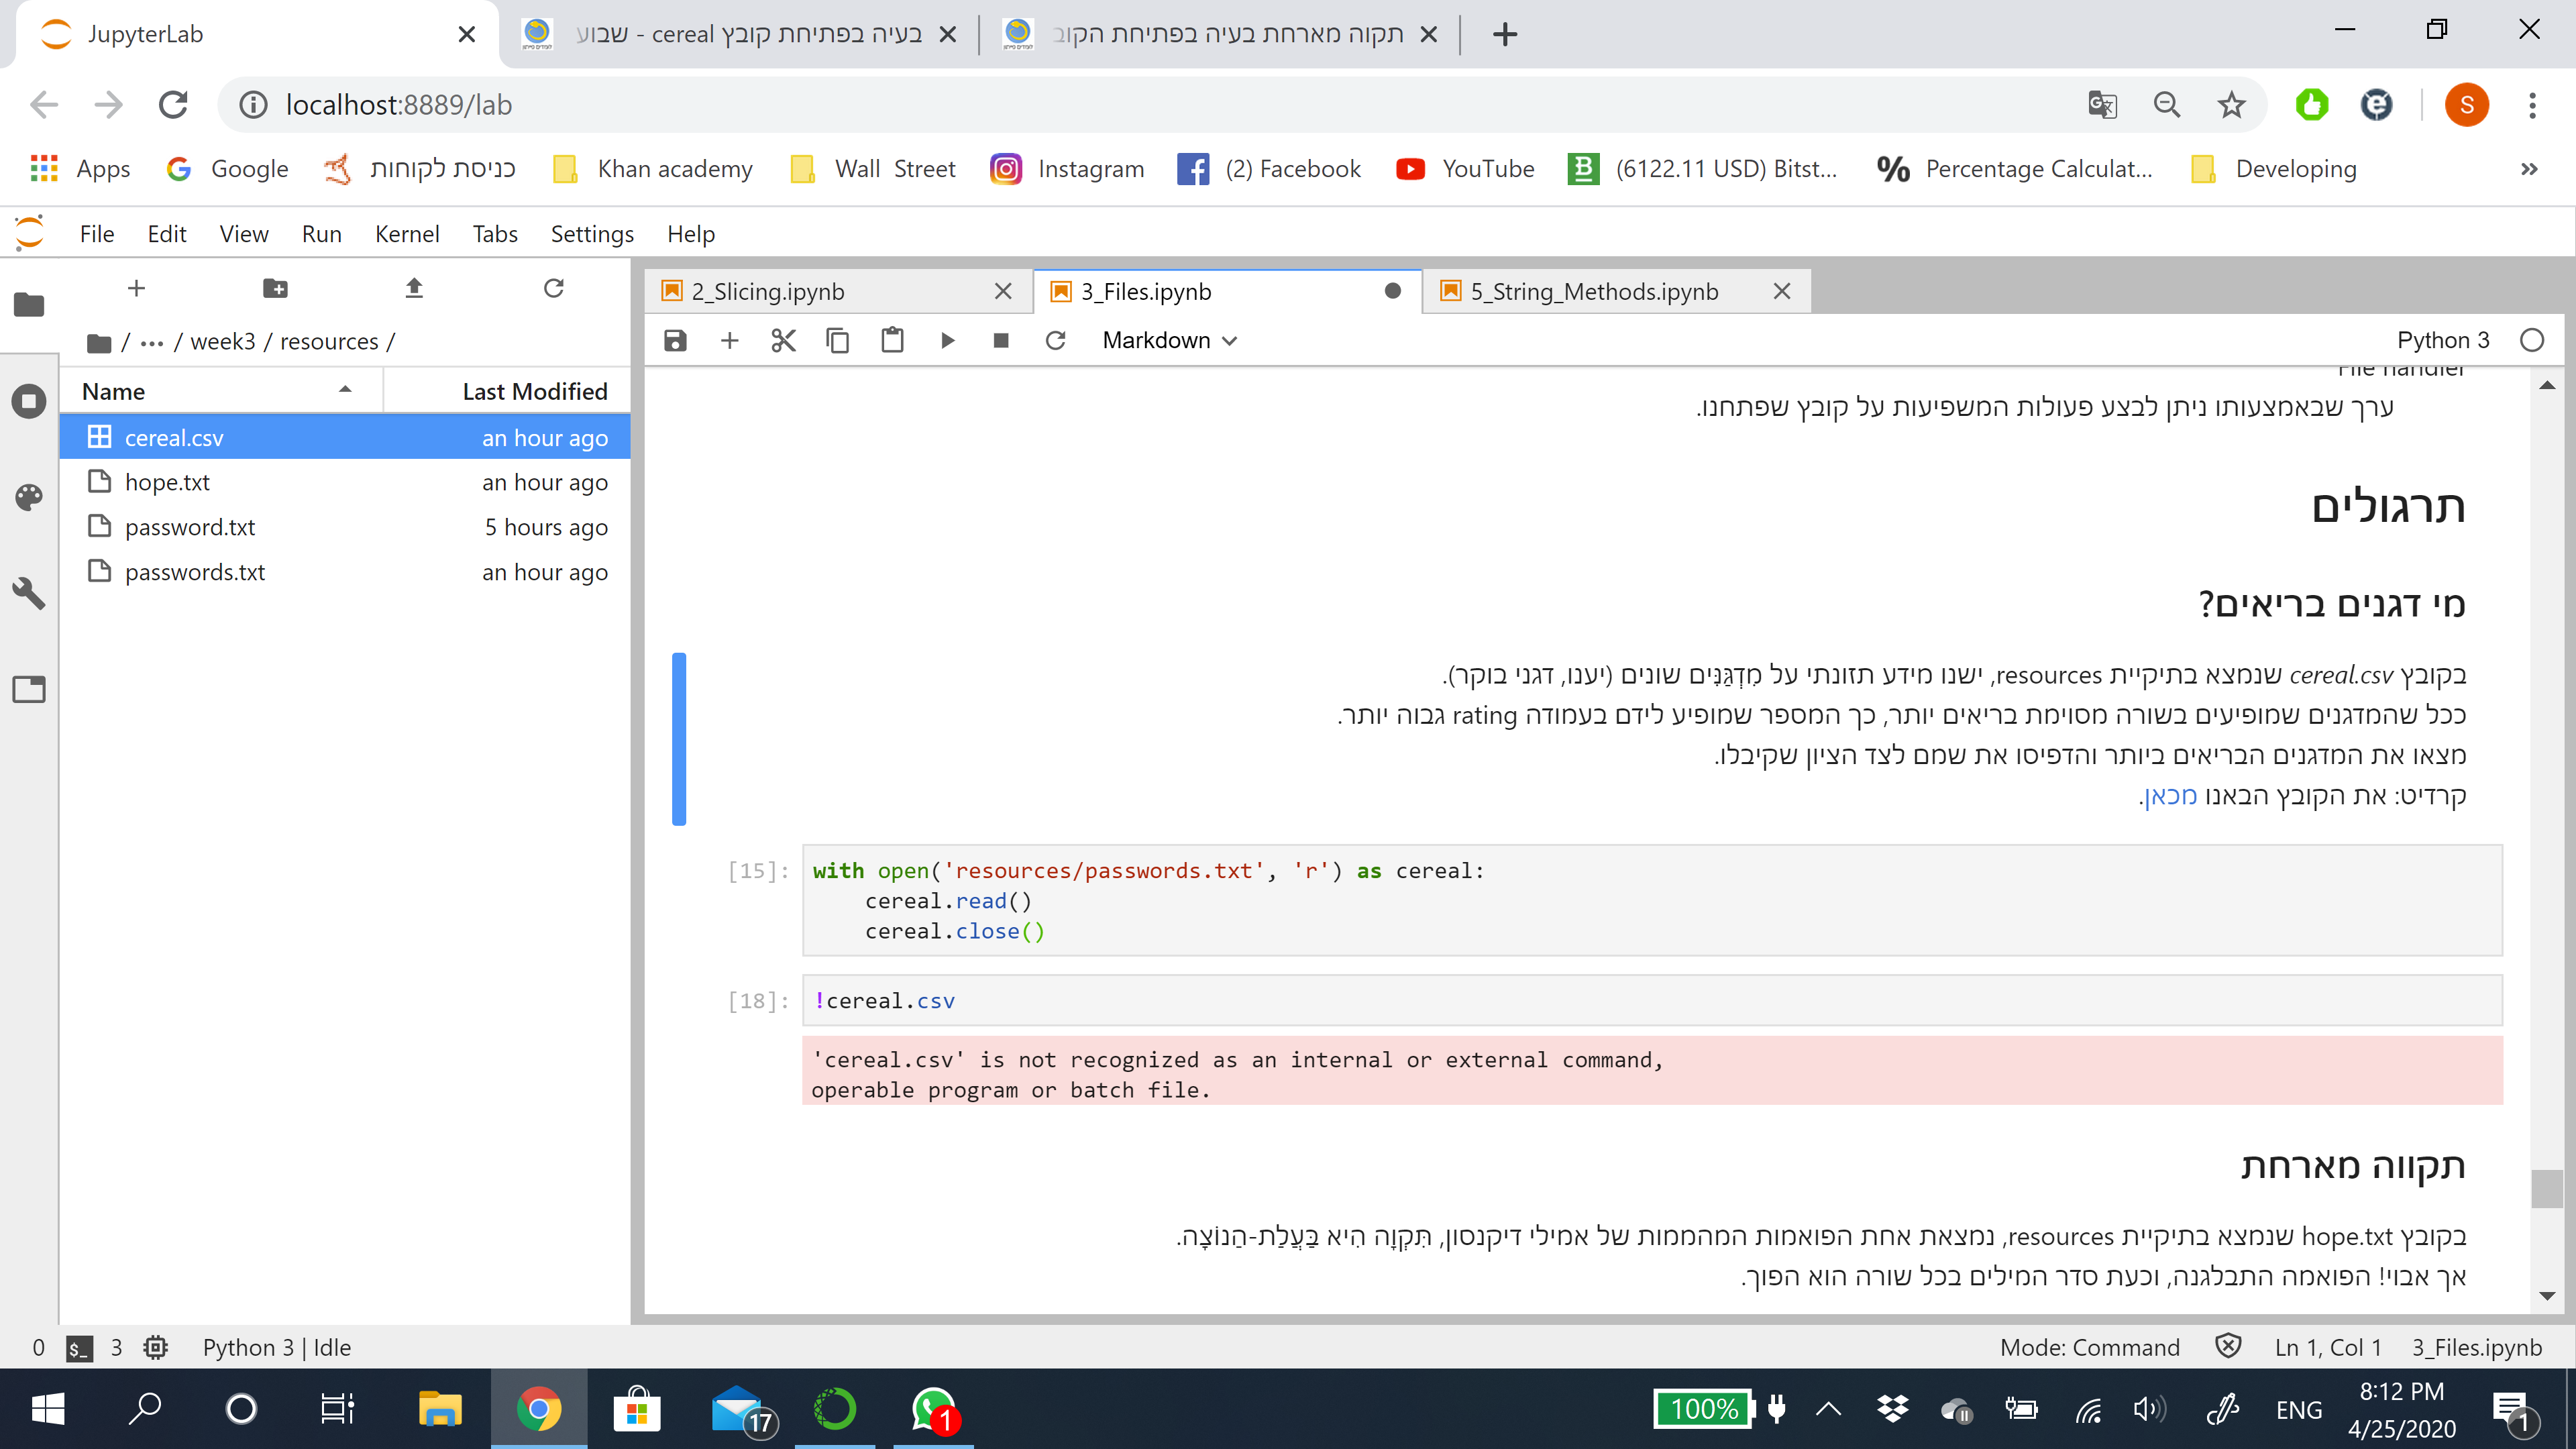 JupyterLab
בעיה בפתיחת קובץ cereal - שבוע
תקוה מארחת בעיה בפתיחת הקוב
localhost:8889/lab
S
Apps
Google
כניסת לקוחות
Khan academy
Wall Street
Instagram
(2) Facebook
YouTube
(6122.11 USD) Bitst...
Percentage Calculat...
Developing
»
File Edit View Run Kernel Tabs Settings Help
/ ··· / week3 / resources /
Name Last Modified
cereal.csv an hour ago
hope.txt an hour ago
password.txt 5 hours ago
passwords.txt an hour ago
2_Slicing.ipynb
3_Files.ipynb
5_String_Methods.ipynb
Markdown
Python 3
File handler
ערך שבאמצעותו ניתן לבצע פעולות המשפיעות על קובץ שפתחנו.
תרגולים
מי דגנים בריאים?
בקובץ cereal.csv שנמצא בתיקיית resources, ישנו מידע תזונתי על מִדְגַּנִּים שונים (יענו, דגני בוקר).
ככל שהמדגנים שמופיעים בשורה מסוימת בריאים יותר, כך המספר שמופיע לידם בעמודה rating גבוה יותר.
מצאו את המדגנים הבריאים ביותר והדפיסו את שמם לצד הציון שקיבלו.
קרדיט: את הקובץ הבאנו מכאן.
[15]: with open('resources/passwords.txt', 'r') as cereal:
cereal.read()
cereal.close()
[18]: !cereal.csv
'cereal.csv' is not recognized as an internal or external command,
operable program or batch file.
תקווה מארחת
בקובץ hope.txt שנמצא בתיקיית resources, נמצאת אחת הפואמות המהממות של אמילי דיקנסון, תִּקְוָה הִיא בַּעֲלַת-הַנוֹצָה.
אך אבוי! הפואמה התבלגנה, וכעת סדר המילים בכל שורה הוא הפוך.
0 $_ 3 Python 3 | Idle
Mode: Command Ln 1, Col 1 3_Files.ipynb
17
1
100%
ENG
8:12 PM
4/25/2020
1